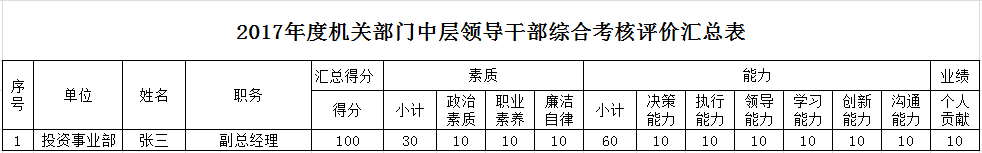 2017年度机关部门中层领导干部综合考核评价汇总表
序号 单位 姓名 职务 汇总得分 素质 能力 业绩
得分 小计 政治素质 职业素养 廉洁自律 小计 决策能力 执行能力 领导能力 学习能力 创新能力 沟通能力 个人贡献
1 投资事业部 张三 副总经理 100 30 10 10 10 60 10 10 10 10 10 10 10